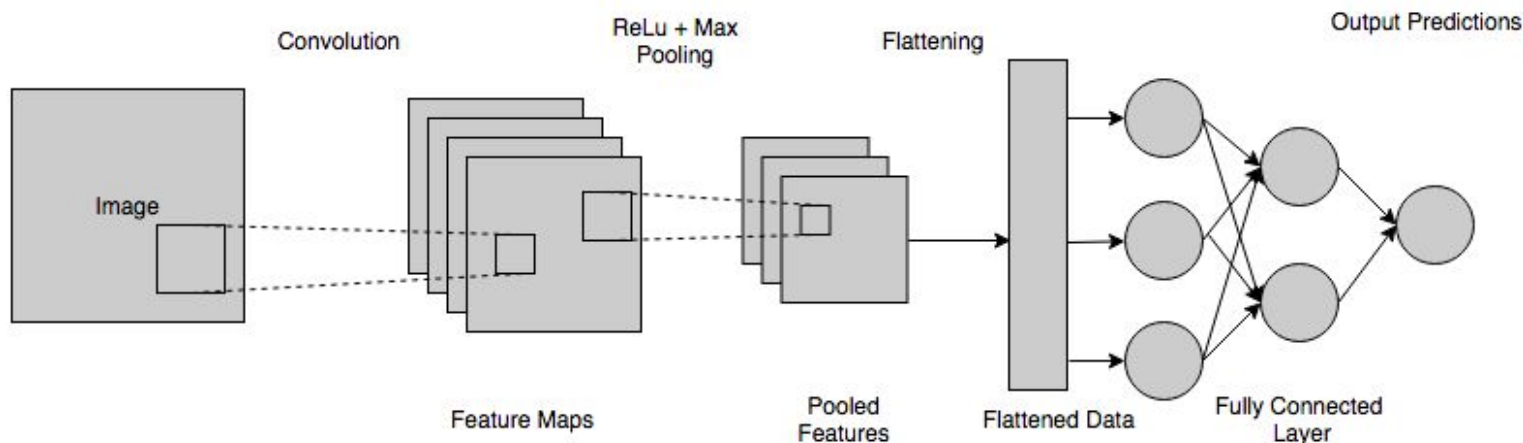 Convolution
ReLu + Max
Pooling
Flattening
Output Predictions
Image
Feature Maps
Pooled
Features
Flattened Data
Fully Connected
Layer